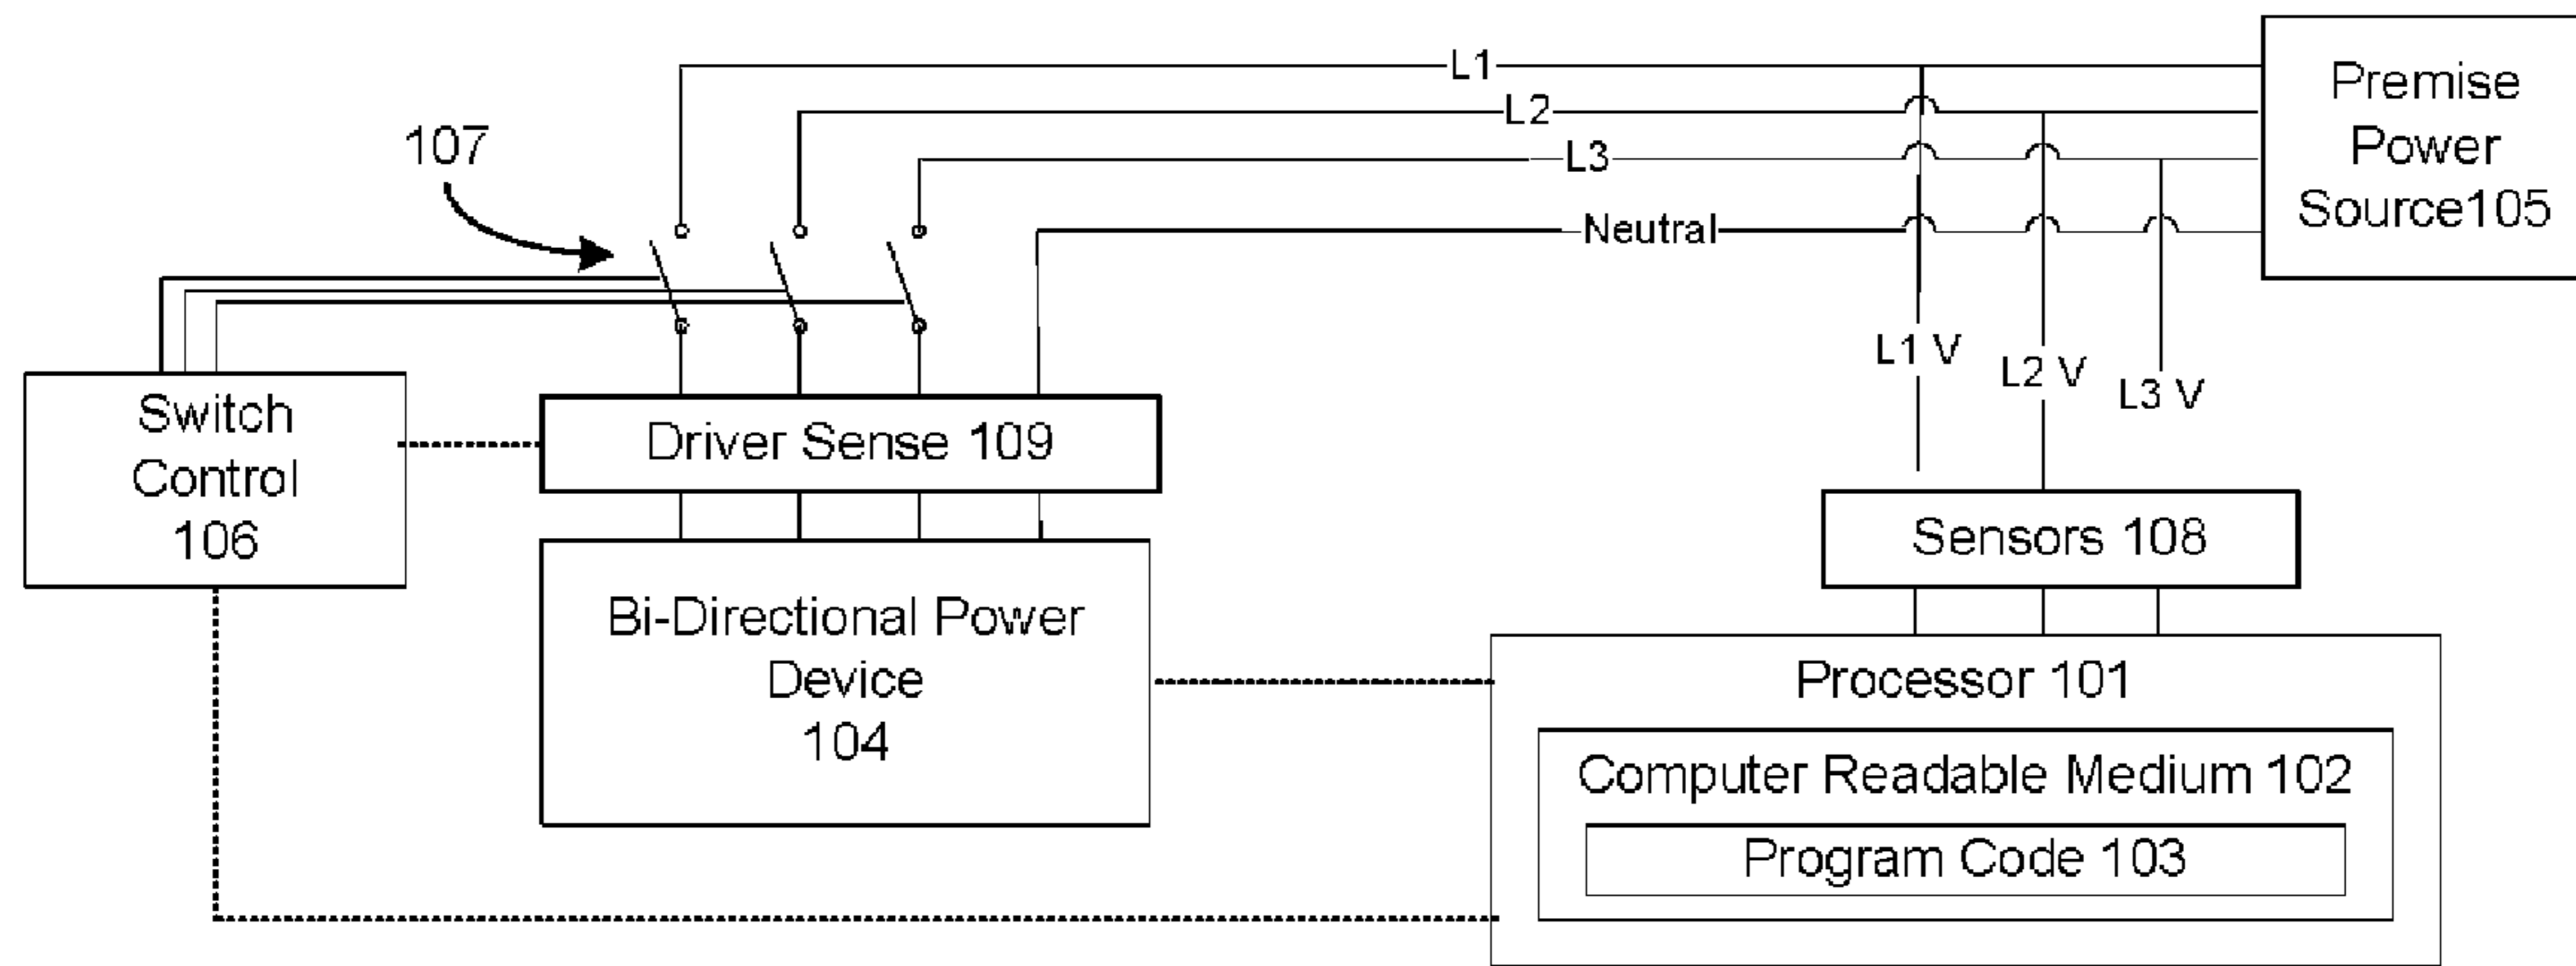 L1
Premise
Power
Source105
L2
107
L3
Neutral
L1 V
L2 V
L3 V
Switch
Control
106
Driver Sense 109
Sensors 108
Bi-Directional Power
Device
104
Processor 101
Computer Readable Medium 102
Program Code 103